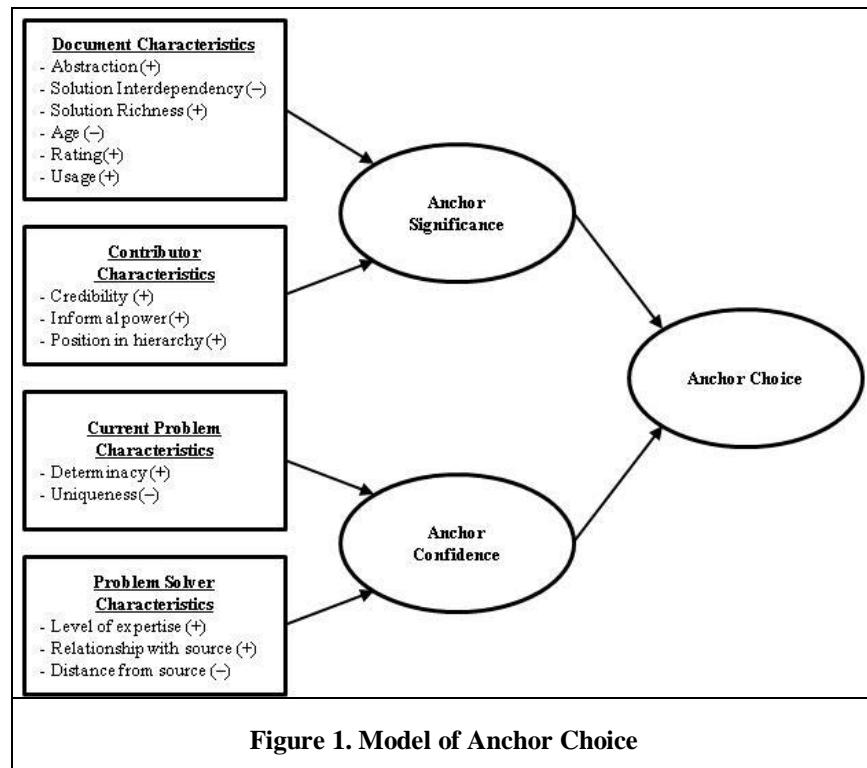 Document Characteristics
- Abstraction (+)
- Solution Interdependency (–)
- Solution Richness (+)
- Age (–)
- Rating (+)
- Usage (+)
Anchor
Significance
Contributor
Characteristics
- Credibility (+)
- Informal power (+)
- Position in hierarchy (+)
Anchor Choice
Current Problem
Characteristics
- Determinacy (+)
- Uniqueness (–)
Anchor
Confidence
Problem Solver
Characteristics
- Level of expertise (+)
- Relationship with source (+)
- Distance from source (–)
Figure 1. Model of Anchor Choice